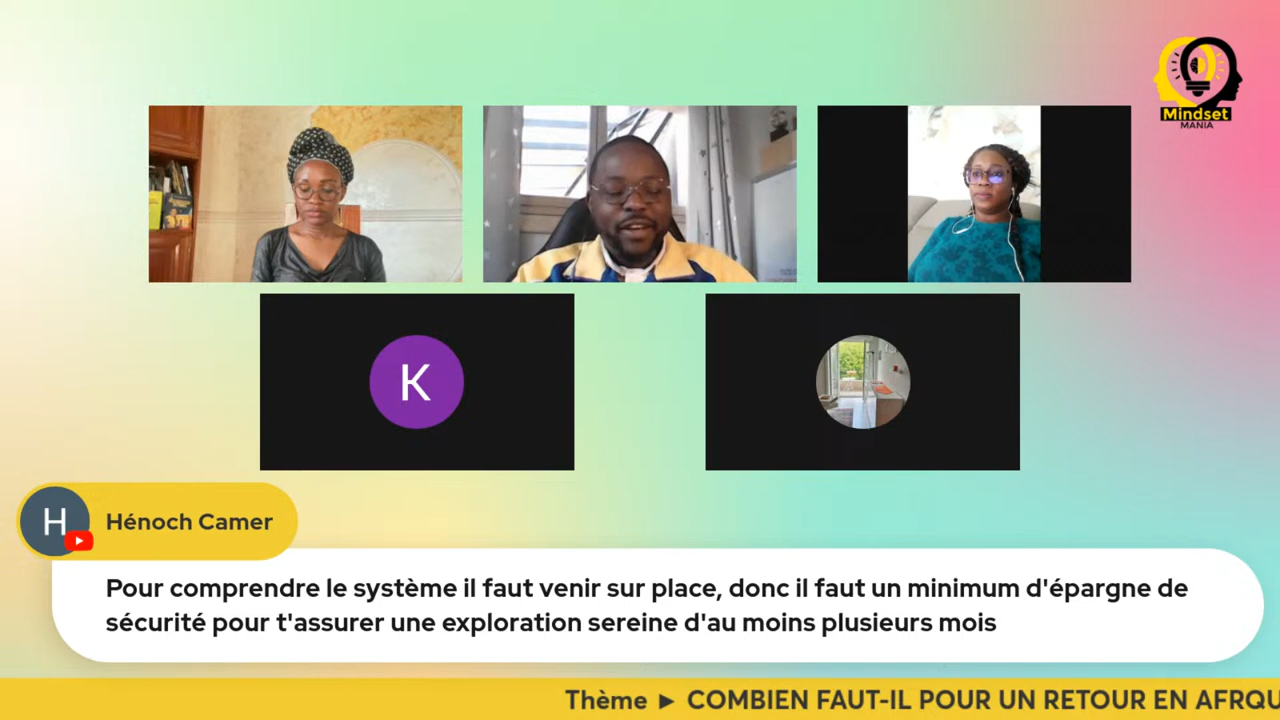 Mindset
MANIA
K
H
Hénoch Camer
Pour comprendre le système il faut venir sur place, donc il faut un minimum d'épargne de
sécurité pour t'assurer une exploration sereine d'au moins plusieurs mois
Thème ► COMBIEN FAUT-IL POUR UN RETOUR EN AFRQU